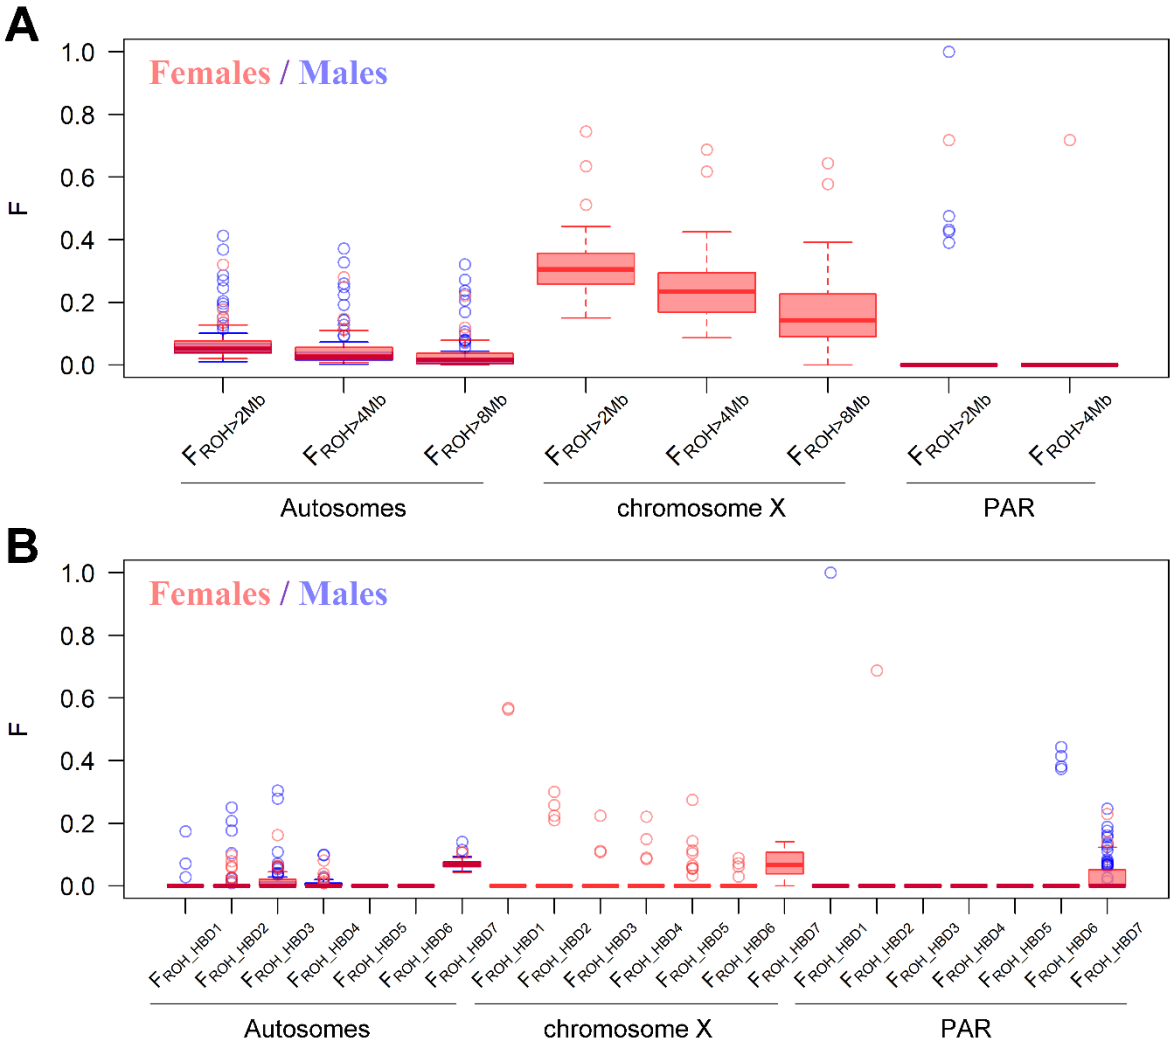 A
Females / Males
F
1.0
0.8
0.6
0.4
0.2
0.0
FROH>2Mb FROH>4Mb FROH>8Mb FROH>2Mb FROH>4Mb FROH>8Mb FROH>2Mb FROH>4Mb
Autosomes chromosome X PAR
B
Females / Males
F
1.0
0.8
0.6
0.4
0.2
0.0
FROH_HBD1 FROH_HBD2 FROH_HBD3 FROH_HBD4 FROH_HBD5 FROH_HBD6 FROH_HBD7 FROH_HBD1 FROH_HBD2 FROH_HBD3 FROH_HBD4 FROH_HBD5 FROH_HBD6 FROH_HBD7 FROH_HBD1 FROH_HBD2 FROH_HBD3 FROH_HBD4 FROH_HBD5 FROH_HBD6 FROH_HBD7
Autosomes chromosome X PAR